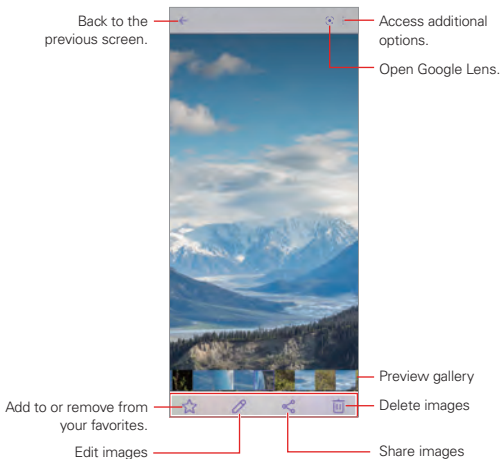 Back to the
previous screen.
Access additional
options.
Open Google Lens.
Preview gallery
Add to or remove from
your favorites.
Delete images
Edit images
Share images